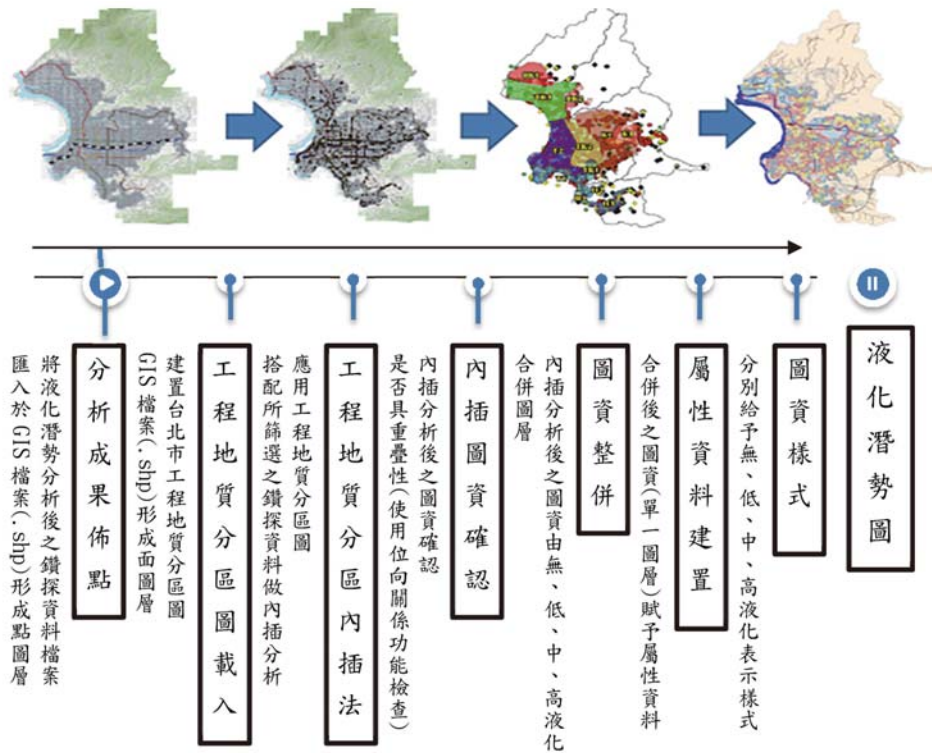 分析成果佈點
將液化潛勢分析後之鑽探資料檔案
匯入於 GIS 檔案(.shp)形成點圖層
工程地質分區圖載入
建置台北市工程地質分區圖
GIS 檔案(.shp)形成面圖層
工程地質分區內插法
應用工程地質分區圖
搭配所篩選之鑽探資料做內插分析
內插圖資確認
內插分析後之圖資確認
是否具重疊性(使用位向關係功能檢查)
圖資整併
內插分析後之圖資由無、低、中、高液化
合併圖層
屬性資料建置
合併後之圖資(單一圖層)賦予屬性資料
圖資樣式
分別給予無、低、中、高液化表示樣式
液化潛勢圖